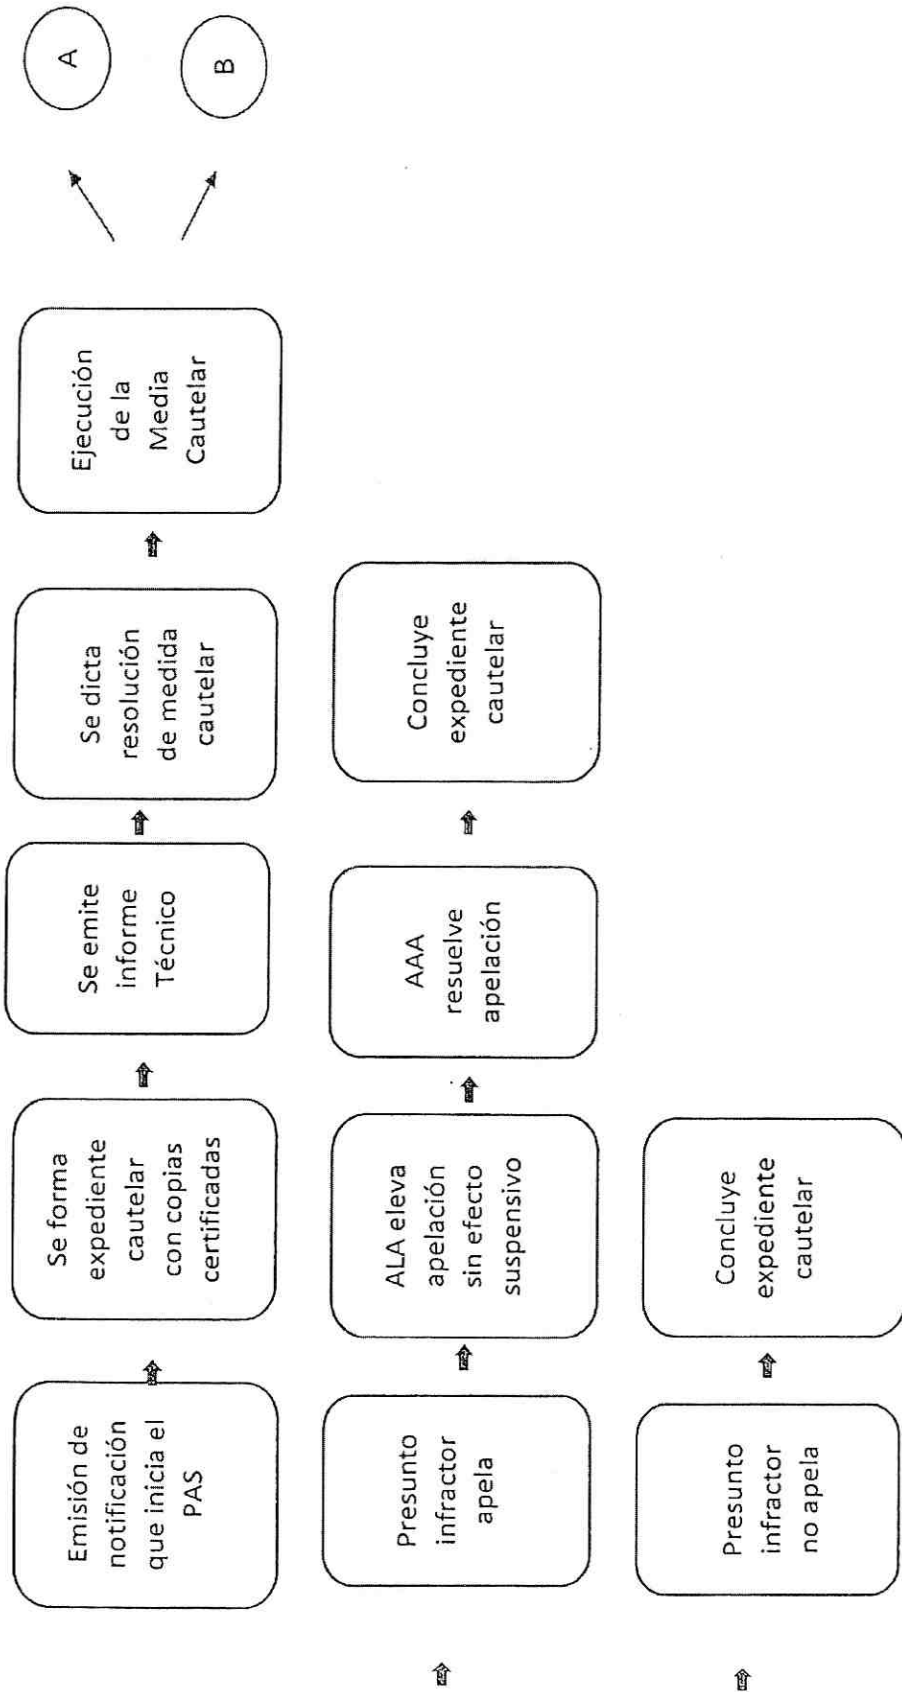 Emisión de
notificación
que inicia el
PAS
Se forma
expediente
cautelar
con copias
certificadas
Se emite
informe
Técnico
Se dicta
resolución
de medida
cautelar
Ejecución
de la
Media
Cautelar
A
B
Presunto
infractor
apela
ALA eleva
apelación
sin efecto
suspensivo
AAA
resuelve
apelación
Concluye
expediente
cautelar
Presunto
infractor
no apela
Concluye
expediente
cautelar